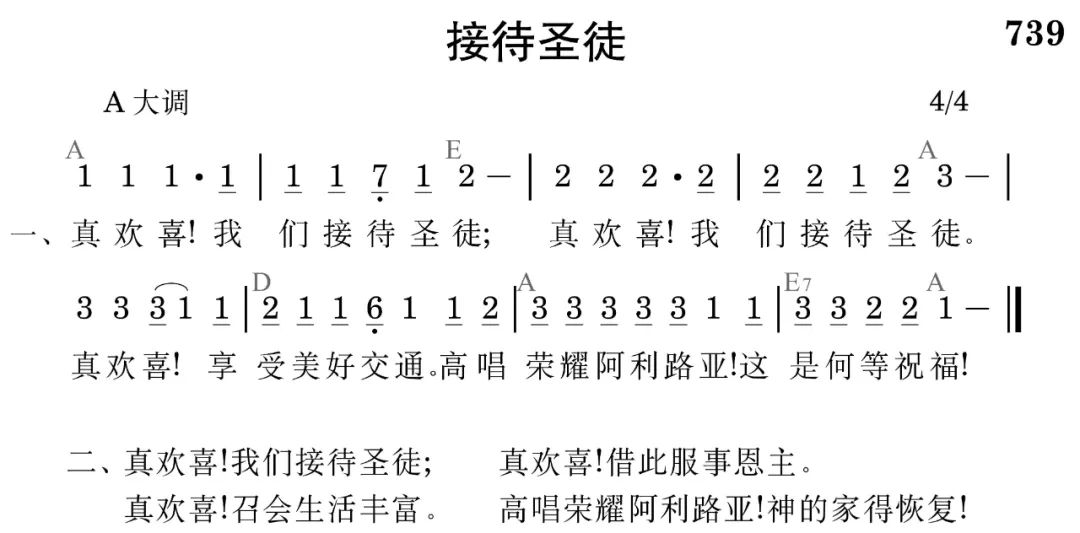 接待圣徒
739
A 大调
4/4
A E A
1 1 1 · 1 | 1 1 7 1 2 – | 2 2 2 · 2 | 2 2 1 2 3 – |
一、真欢喜!我 们接待圣徒; 真欢喜!我 们接待圣徒。
D A E7 A
3 3 3 1 1 | 2 1 1 6 1 1 2 | 3 3 3 3 3 1 1 | 3 3 2 2 1 – ‖
真欢喜! 享 受美好交通。高唱 荣耀阿利路亚!这 是何等祝福!
二、真欢喜!我们接待圣徒; 真欢喜!借此服事恩主。
真欢喜!召会生活丰富。 高唱荣耀阿利路亚!神的家得恢复!